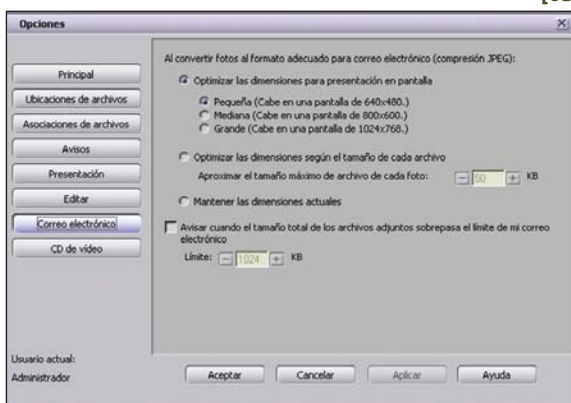 Opciones
Principal
Ubicaciones de archivos
Asociaciones de archivos
Avisos
Presentación
Editar
Correo electrónico
CD de vídeo
Al convertir fotos al formato adecuado para correo electrónico (compresión JPEG):
Optimizar las dimensiones para presentación en pantalla
Pequeña (Cabe en una pantalla de 640x480.)
Mediana (Cabe en una pantalla de 800x600.)
Grande (Cabe en una pantalla de 1024x768.)
Optimizar las dimensiones según el tamaño de cada archivo
Aproximar el tamaño máximo de archivo de cada foto: 50 KB
Mantener las dimensiones actuales
Avisar cuando el tamaño total de los archivos adjuntos sobrepasa el límite de mi correo
electrónico
Límite: 1024 KB
Usuario actual:
Administrador
Aceptar Cancelar Aplicar Ayuda